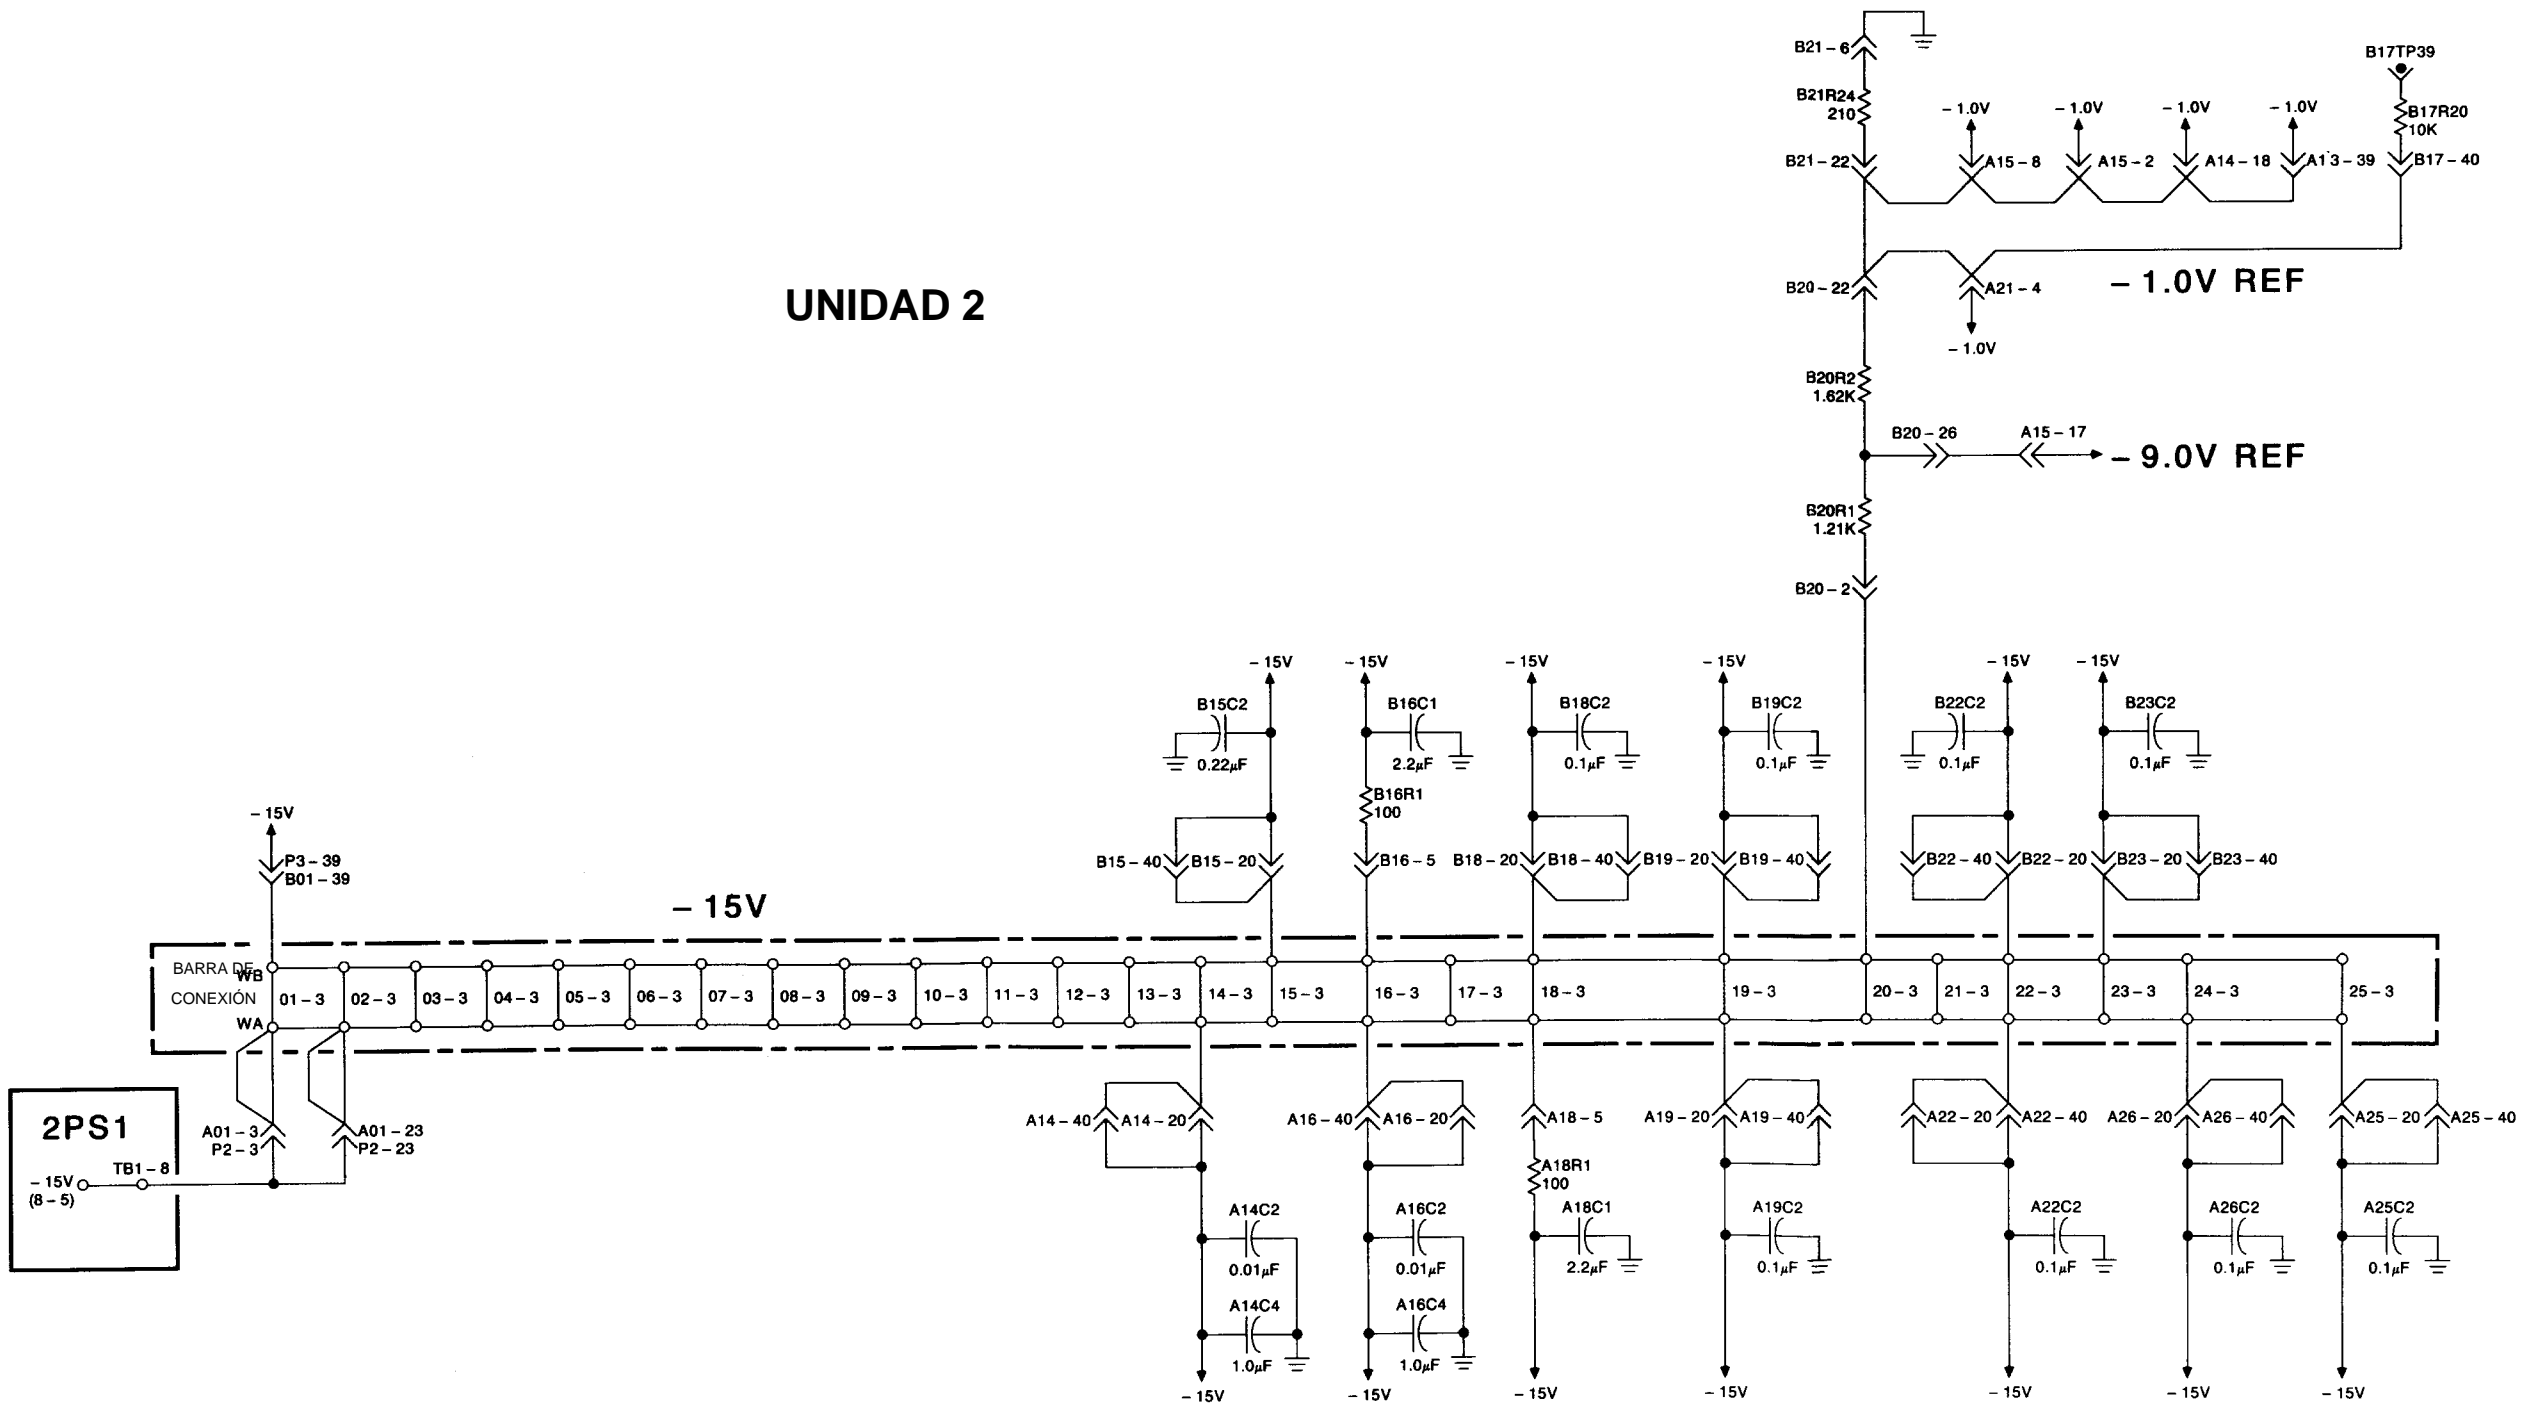 B21 – 6
B17TP39
B21R24
210
– 1.0V
– 1.0V
– 1.0V
– 1.0V
B17R20
10K
B21 – 22
A15 – 8
A15 – 2
A14 – 18
A13 – 39
B17 – 40
– 1.0V REF
B20 – 22
A21 – 4
UNIDAD 2
– 1.0V
B20R2
1.62K
B20 – 26
A15 – 17
– 9.0V REF
B20R1
1.21K
B20 – 2
– 15V
– 15V
– 15V
– 15V
– 15V
– 15V
B15C2
B16C1
B18C2
B19C2
B22C2
B23C2
0.22µF
2.2µF
0.1µF
0.1µF
0.1µF
0.1µF
B16R1
100
– 15V
P3 – 39
B01 – 39
B15 – 40
B15 – 20
B16 – 5
B18 – 20
B18 – 40
B19 – 20
B19 – 40
B22 – 40
B22 – 20
B23 – 20
B23 – 40
– 15V
BARRA DE
WB
CONEXIÓN
WA
01 – 3
02 – 3
03 – 3
04 – 3
05 – 3
06 – 3
07 – 3
08 – 3
09 – 3
10 – 3
11 – 3
12 – 3
13 – 3
14 – 3
15 – 3
16 – 3
17 – 3
18 – 3
19 – 3
20 – 3
21 – 3
22 – 3
23 – 3
24 – 3
25 – 3
2PS1
A01 – 3
P2 – 3
A01 – 23
P2 – 23
TB1 – 8
– 15V
(8 – 5)
A14 – 40
A14 – 20
A16 – 40
A16 – 20
A18 – 5
A19 – 20
A19 – 40
A22 – 20
A22 – 40
A26 – 20
A26 – 40
A25 – 20
A25 – 40
A18R1
100
A14C2
A16C2
A18C1
A19C2
A22C2
A26C2
A25C2
0.01µF
0.01µF
2.2µF
0.1µF
0.1µF
0.1µF
0.1µF
A14C4
A16C4
1.0µF
1.0µF
– 15V
– 15V
– 15V
– 15V
– 15V
– 15V
– 15V